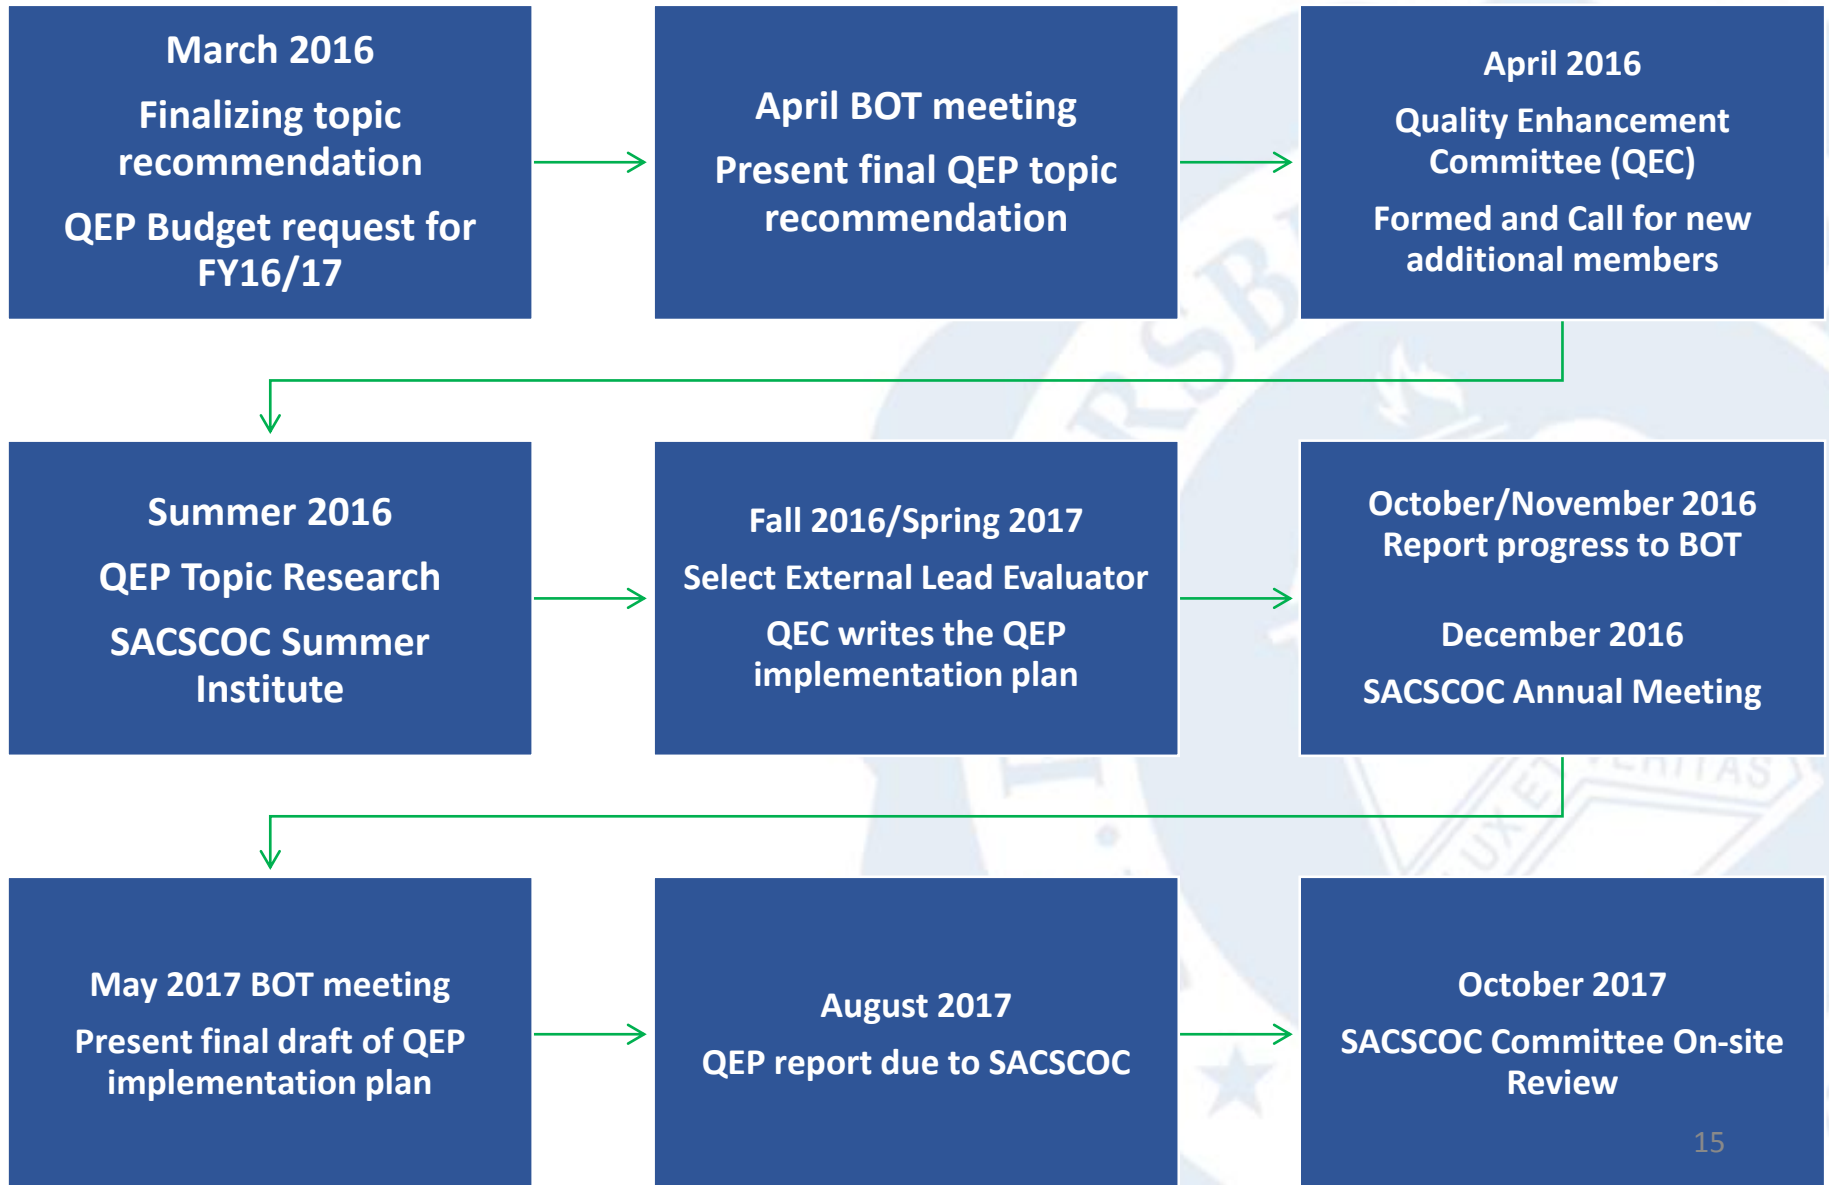 March 2016
Finalizing topic
recommendation
QEP Budget request for
FY16/17
April BOT meeting
Present final QEP topic
recommendation
April 2016
Quality Enhancement
Committee (QEC)
Formed and Call for new
additional members
Summer 2016
QEP Topic Research
SACSCOC Summer
Institute
Fall 2016/Spring 2017
Select External Lead Evaluator
QEC writes the QEP
implementation plan
October/November 2016
Report progress to BOT
December 2016
SACSCOC Annual Meeting
May 2017 BOT meeting
Present final draft of QEP
implementation plan
August 2017
QEP report due to SACSCOC
October 2017
SACSCOC Committee On-site
Review
15
RSB
LUX ET VERITAS